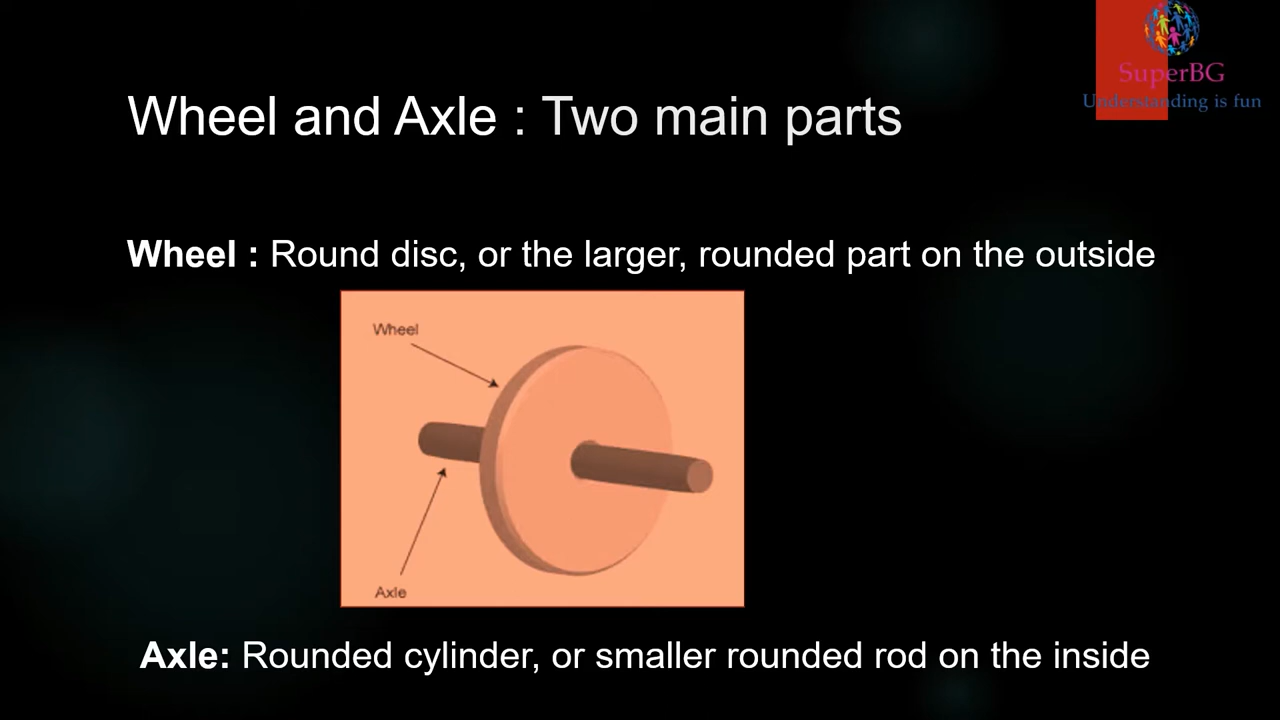 SuperBG
Understanding is fun
Wheel and Axle : Two main parts
Wheel : Round disc, or the larger, rounded part on the outside
Wheel
Axle
Axle: Rounded cylinder, or smaller rounded rod on the inside